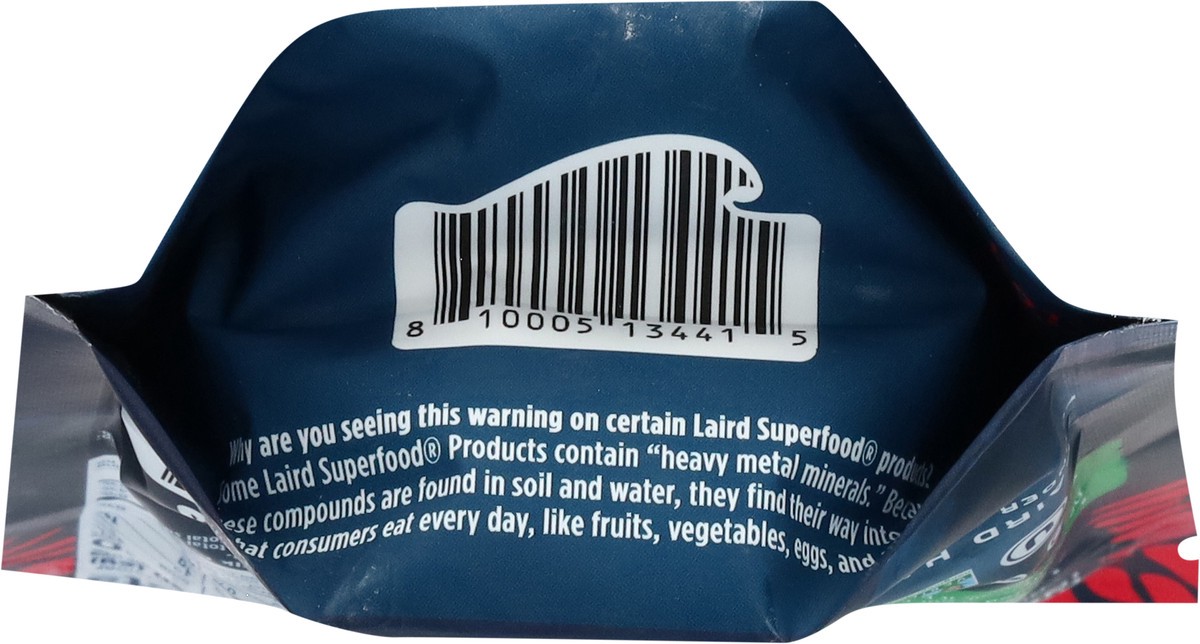 8 10005 13441 5
Why are you seeing this warning on certain Laird Superfood® products?
Some Laird Superfood® Products contain “heavy metal minerals.”
compounds are found in soil and water, they find their way into
that consumers eat every day, like fruits, vegetables, eggs, and